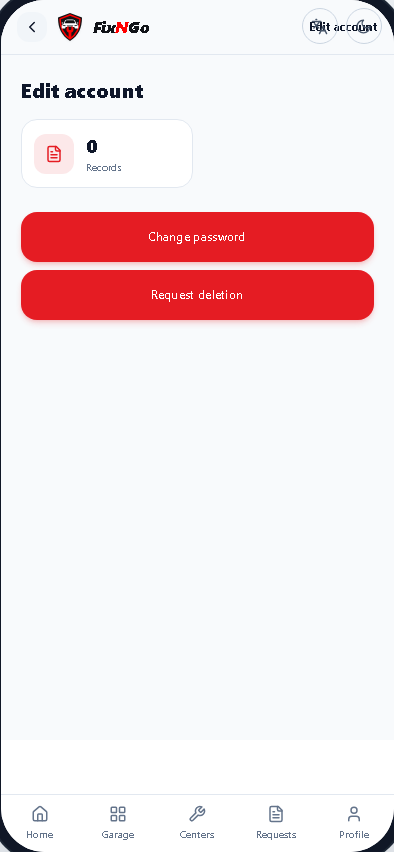 FixNGo
Edit account
Edit account
0
Records
Change password
Request deletion
Home
Garage
Centers
Requests
Profile